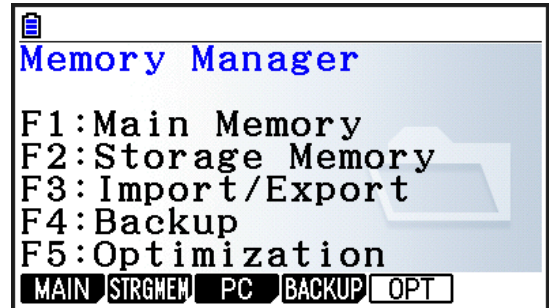 Memory Manager
F1:Main Memory
F2:Storage Memory
F3:Import/Export
F4:Backup
F5:Optimization
MAIN STRGMEM PC BACKUP OPT